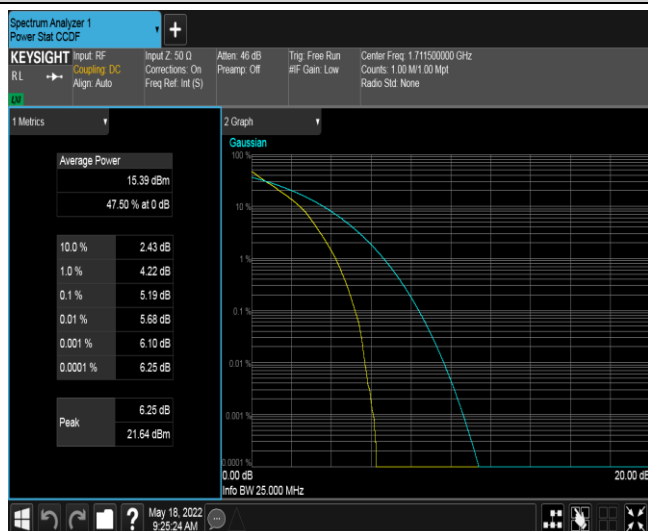 Spectrum Analyzer 1
Power Stat CCDF
+
KEYSIGHT
RL
LXI
Input: RF
Coupling: DC
Align: Auto
Input Z: 50 Ω
Corrections: On
Freq Ref: Int (S)
Atten: 46 dB
Preamp: Off
Trig: Free Run
#IF Gain: Low
Center Freq: 1.711500000 GHz
Counts: 1.00 M/1.00 Mpt
Radio Std: None
1 Metrics
Average Power
15.39 dBm
47.50 % at 0 dB
10.0 % 2.43 dB
1.0 % 4.22 dB
0.1 % 5.19 dB
0.01 % 5.68 dB
0.001 % 6.10 dB
0.0001 % 6.25 dB
Peak
6.25 dB
21.64 dBm
2 Graph
Gaussian
100 %
10 %
1 %
0.1 %
0.01 %
0.001 %
0.0001 %
0.00 dB
20.00 dB
Info BW 25.000 MHz
?
May 18, 2022
9:25:24 AM